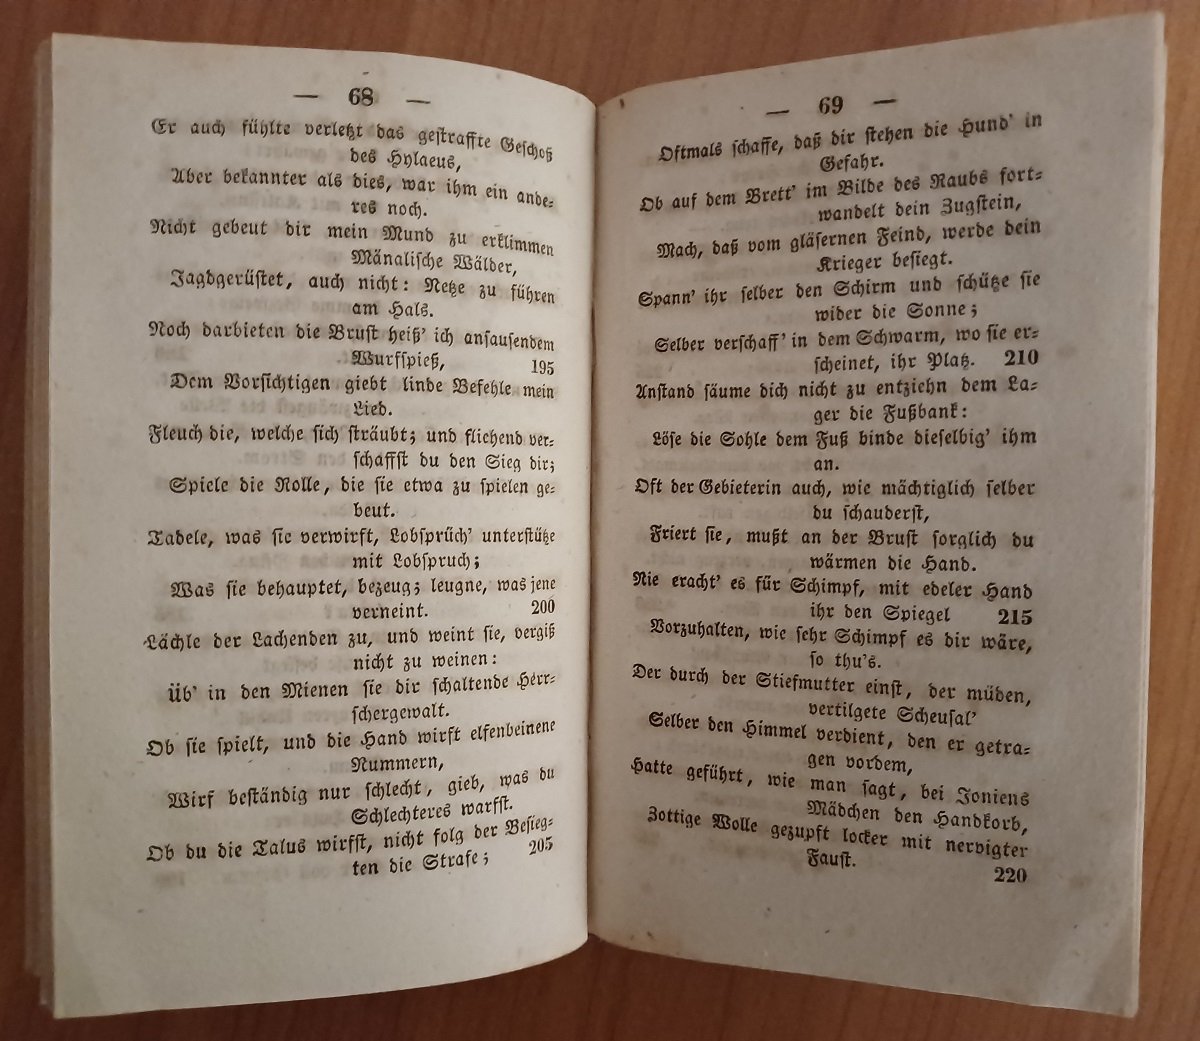 — 68 —
Er auch fühlte verletzt das gestraffte Geschoß
des Hylaeus,
Aber bekannter als dies, war ihm ein ande-
res noch.
Nicht gebeut dir mein Mund zu erklimmen
Mänalische Wälder,
Jagdgerüstet, auch nicht: Netze zu führen
am Hals.
Noch darbieten die Brust heiß' ich ansausendem
Wurfspieß, 195
Dem Vorsichtigen giebt linde Befehle mein
Lied.
Fleuch die, welche sich sträubt; und fliehend ver-
schaffst du den Sieg dir;
Spiele die Rolle, die sie etwa zu spielen ge-
beut.
Tadele, was sie verwirft, Lobsprüch' unterstütze
mit Lobspruch;
Was sie behauptet, bezeug; leugne, was jene
verneint. 200
Lächle der Lachenden zu, und weint sie, vergiß
nicht zu weinen:
Üb' in den Mienen sie dir schaltende Herr-
schergewalt.
Ob sie spielt, und die Hand wirft elfenbeinene
Nummern,
Wirf beständig nur schlecht, gieb, was du
Schlechteres warfst.
Ob du die Talus wirfst, nicht folg der Besieg-
ten die Strafe; 205
— 69 —
Oftmals schaffe, daß dir stehen die Hund' in
Gefahr.
Ob auf dem Brett' im Bilde des Raubs fort-
wandelt dein Zugstein,
Mach, daß vom gläsernen Feind, werde dein
Krieger besiegt.
Spann' ihr selber den Schirm und schütze sie
wider die Sonne;
Selber verschaff' in dem Schwarm, wo sie er-
scheinet, ihr Platz. 210
Anstand säume dich nicht zu entziehn dem La-
ger die Fußbank:
Löse die Sohle dem Fuß binde dieselbig' ihm
an.
Oft der Gebieterin auch, wie mächtiglich selber
du schauderst,
Friert sie, mußt an der Brust sorglich du
wärmen die Hand.
Nie eracht' es für Schimpf, mit edeler Hand
ihr den Spiegel 215
Vorzuhalten, wie sehr Schimpf es dir wäre,
so thu's.
Der durch der Stiefmutter einst, der müden,
vertilgete Scheusal'
Selber den Himmel verdient, den er getra-
gen vordem,
Hatte geführt, wie man sagt, bei Joniens
Mädchen den Handkorb,
Zottige Wolle gezupft locker mit nervigter
Faust.
220